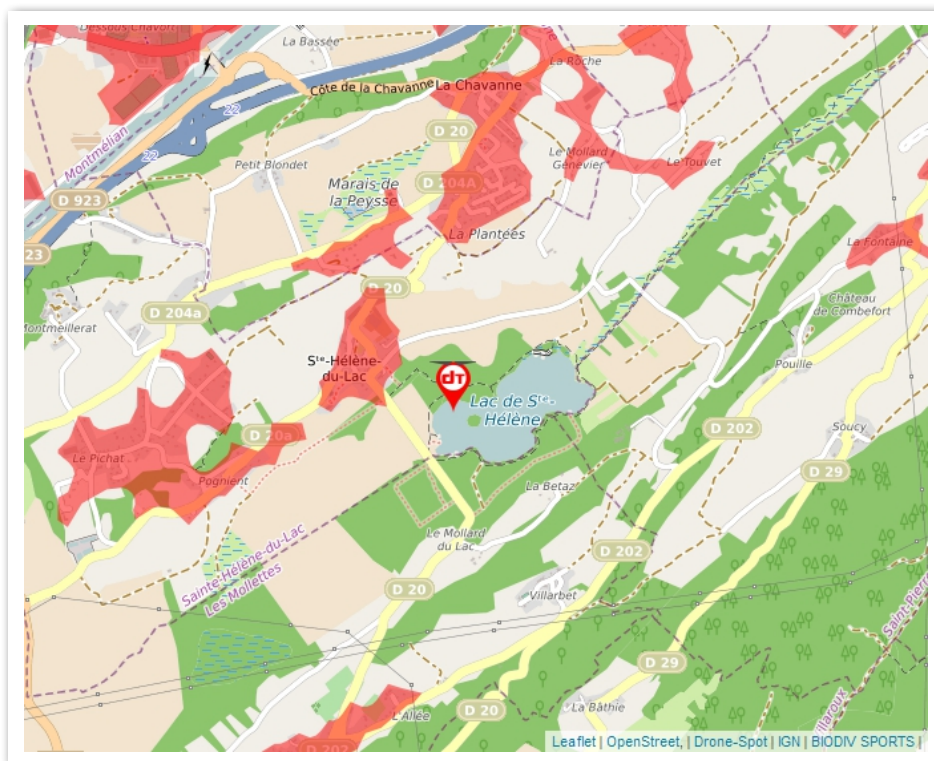 Dessous Chavort
La Bassée
La Roche
Côte de la Chavanne
La Chavanne
22
D 20
Montmélian
22
Petit Blondet
Le Mollard Genevier
Le Touvet
Marais de
la Peysse
D 204A
D 923
La Plantées
La Fontaine
23
D 20
Château
de Combefort
D 204a
Montmeillerat
Sᵗᵉ-Hélène-
du-Lac
dT
Pouille
Lac de Sᵗᵉ-
Hélène
D 20a
D 202
Soucy
Le Pichat
D 29
Pognient
La Betaz
Le Mollard
du Lac
D 202
Sainte-Hélène-du-Lac
Les Mollettes
D 20
Villarbet
Saint-Pierre
D 29
La Bâthie
L'Allée
D 20
Villaroux
D 202
Leaflet | OpenStreet, | Drone-Spot | IGN | BIODIV SPORTS |